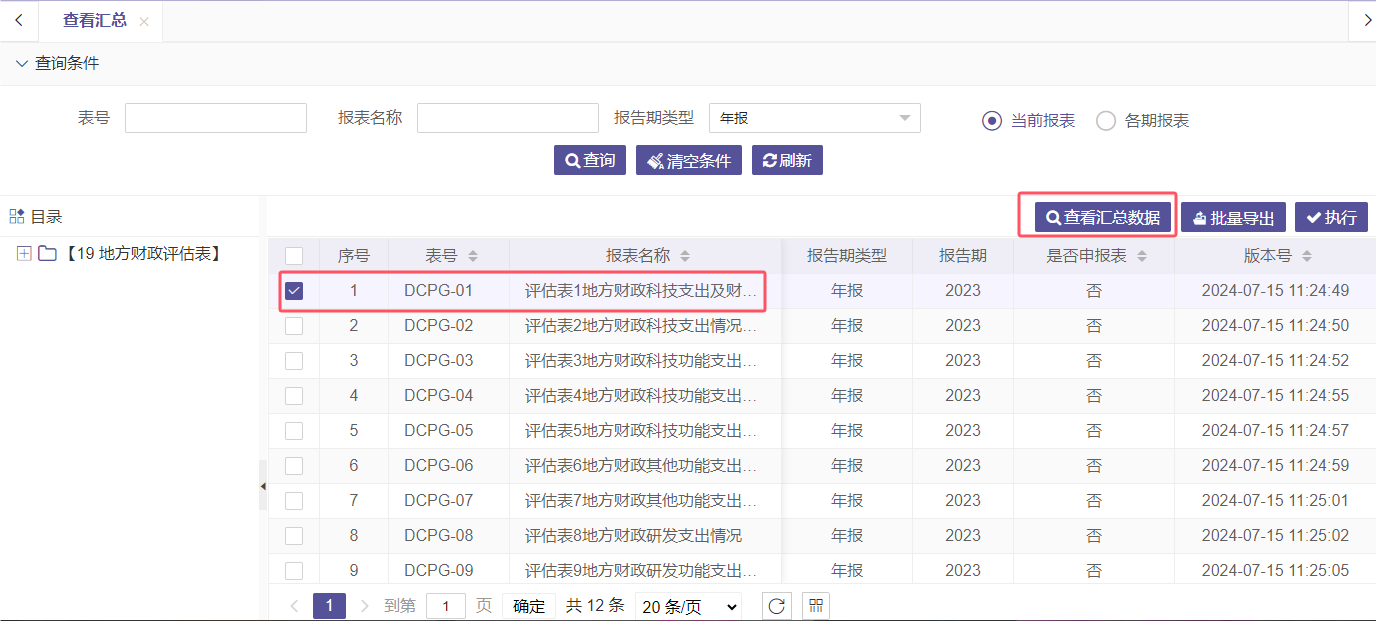 查看汇总
查询条件
表号 报表名称 报告期类型 年报 当前报表 各期报表
查询 清空条件 刷新
目录 查看汇总数据 批量导出 执行
【19 地方财政评估表】
序号 表号 报表名称 报告期类型 报告期 是否申报表 版本号
1 DCPG-01 评估表1地方财政科技支出及财... 年报 2023 否 2024-07-15 11:24:49
2 DCPG-02 评估表2地方财政科技支出情况... 年报 2023 否 2024-07-15 11:24:50
3 DCPG-03 评估表3地方财政科技功能支出... 年报 2023 否 2024-07-15 11:24:52
4 DCPG-04 评估表4地方财政科技功能支出... 年报 2023 否 2024-07-15 11:24:55
5 DCPG-05 评估表5地方财政科技功能支出... 年报 2023 否 2024-07-15 11:24:57
6 DCPG-06 评估表6地方财政其他功能支出... 年报 2023 否 2024-07-15 11:24:59
7 DCPG-07 评估表7地方财政其他功能支出... 年报 2023 否 2024-07-15 11:25:01
8 DCPG-08 评估表8地方财政研发支出情况 年报 2023 否 2024-07-15 11:25:02
9 DCPG-09 评估表9地方财政研发功能支出... 年报 2023 否 2024-07-15 11:25:05
1 到第 1 页 确定 共 12 条 20 条/页